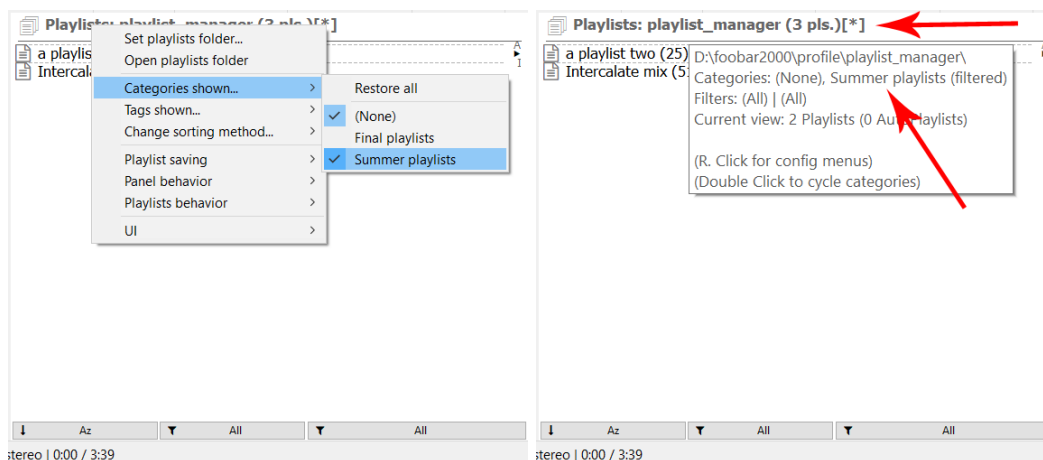 Playlists: playlist_manager (3 pls.)[*]
a playlis
Intercala
A
I
Set playlists folder...
Open playlists folder
Categories shown...
Tags shown...
Change sorting method...
Playlist saving
Panel behavior
Playlists behavior
UI
Restore all
(None)
Final playlists
Summer playlists
Az
All
All
stereo | 0:00 / 3:39
Playlists: playlist_manager (3 pls.)[*]
a playlist two (25)
Intercalate mix (5
D:\foobar2000\profile\playlist_manager\
Categories: (None), Summer playlists (filtered)
Filters: (All) | (All)
Current view: 2 Playlists (0 AutoPlaylists)
(R. Click for config menus)
(Double Click to cycle categories)
Az
All
All
stereo | 0:00 / 3:39